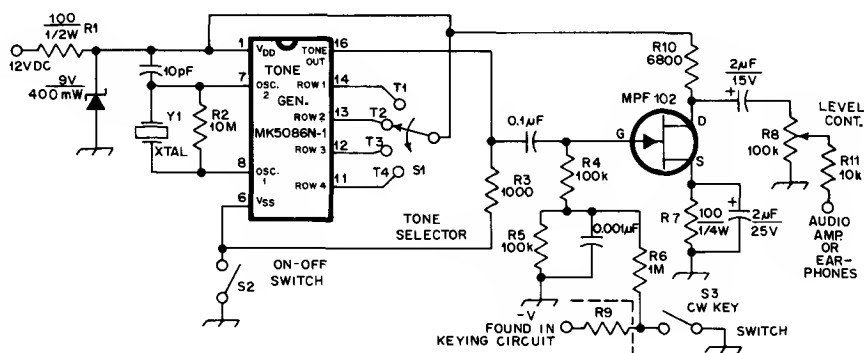 100
1/2W R1
12VDC
9V
400mW
10pF
Y1
XTAL
R2
10M
1
VDD
7
OSC.
2
8
OSC.
1
6
VSS
TONE
GEN.
MK5086N-1
TONE
OUT
16
ROW 1
14
ROW 2
13
ROW 3
12
ROW 4
11
T1
T2
T3
T4
S1
TONE
SELECTOR
S2
ON-OFF
SWITCH
R3
1000
0.1µF
R4
100k
R5
100k
0.001µF
R6
1M
-V
FOUND IN
KEYING CIRCUIT
R9
S3
CW KEY
SWITCH
MPF 102
G
D
S
R10
6800
2µF
15V
+
R8
100k
LEVEL
CONT.
R11
10k
R7
100
1/4W
+
2µF
25V
AUDIO
AMP.
OR
EAR-
PHONES